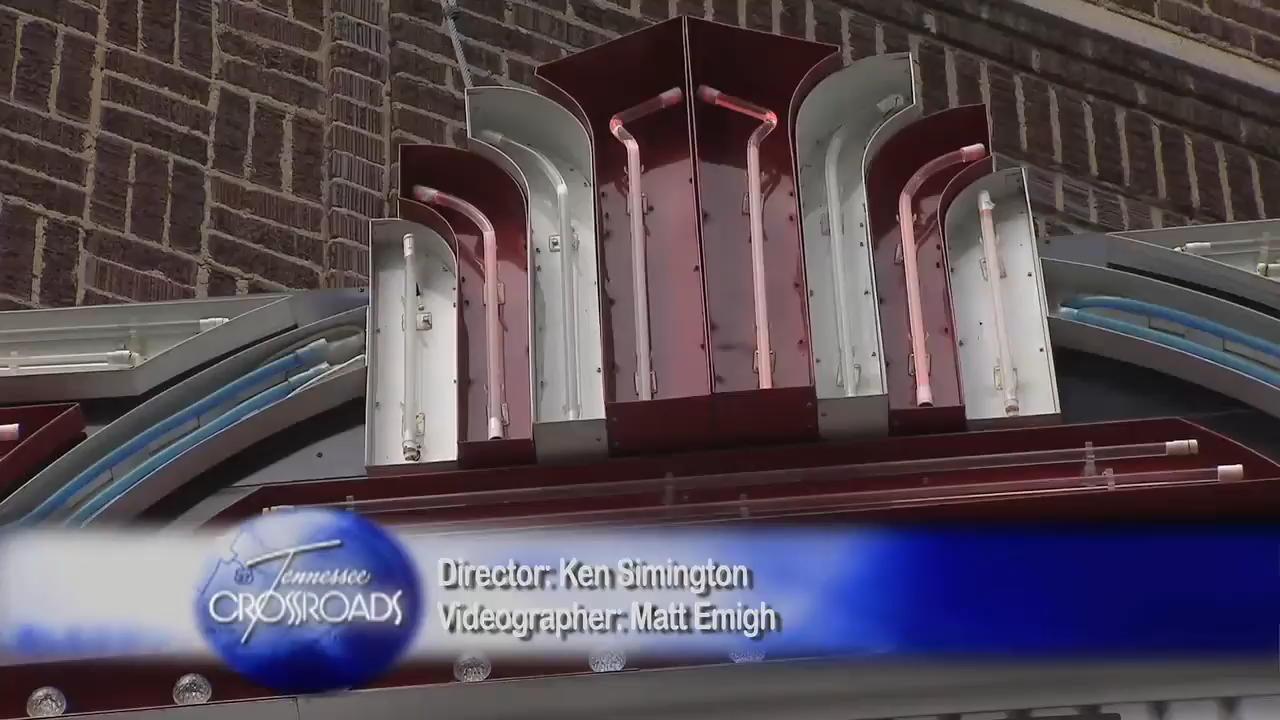 Tennessee
CROSSROADS
Director: Ken Simington
Videographer: Matt Emigh